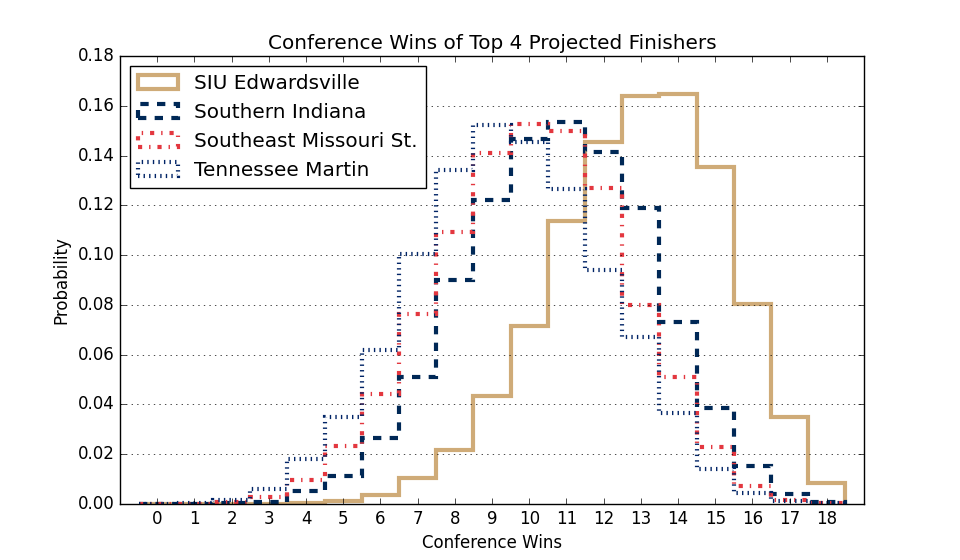 Conference Wins of Top 4 Projected Finishers
SIU Edwardsville
Southern Indiana
Southeast Missouri St.
Tennessee Martin
Probability
0.18
0.16
0.14
0.12
0.10
0.08
0.06
0.04
0.02
0.00
0 1 2 3 4 5 6 7 8 9 10 11 12 13 14 15 16 17 18
Conference Wins